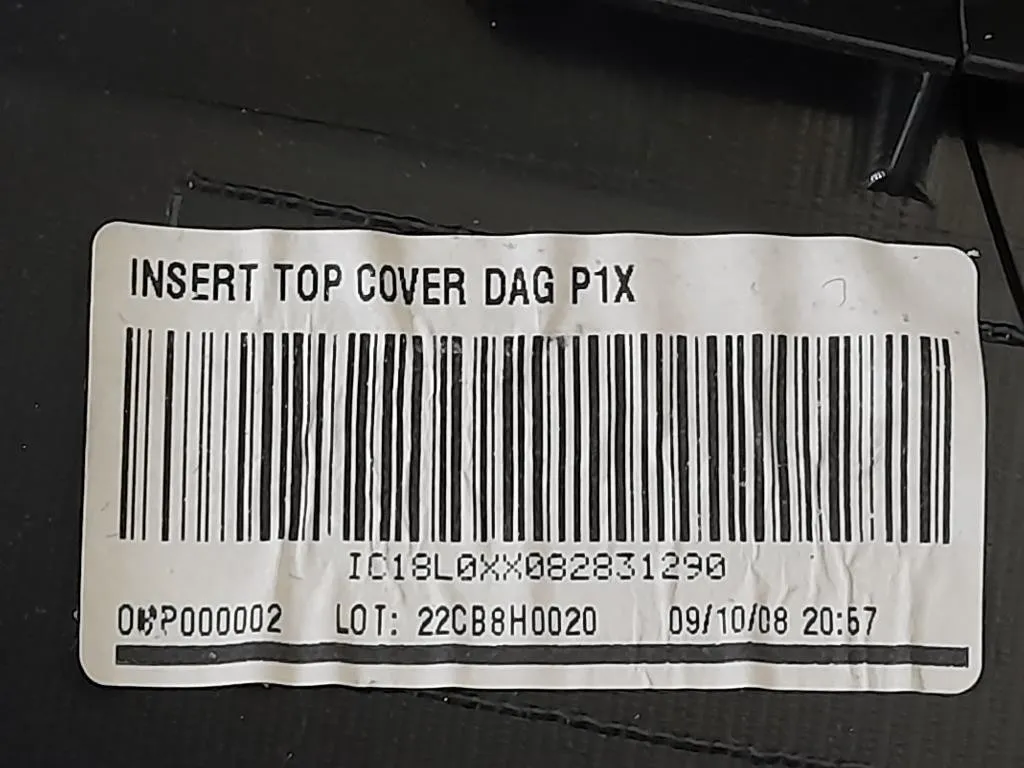 INSERT TOP COVER DAG P1X
IC18L0XX082831290
LOT: 22CB8H0020 09/10/08 20:57